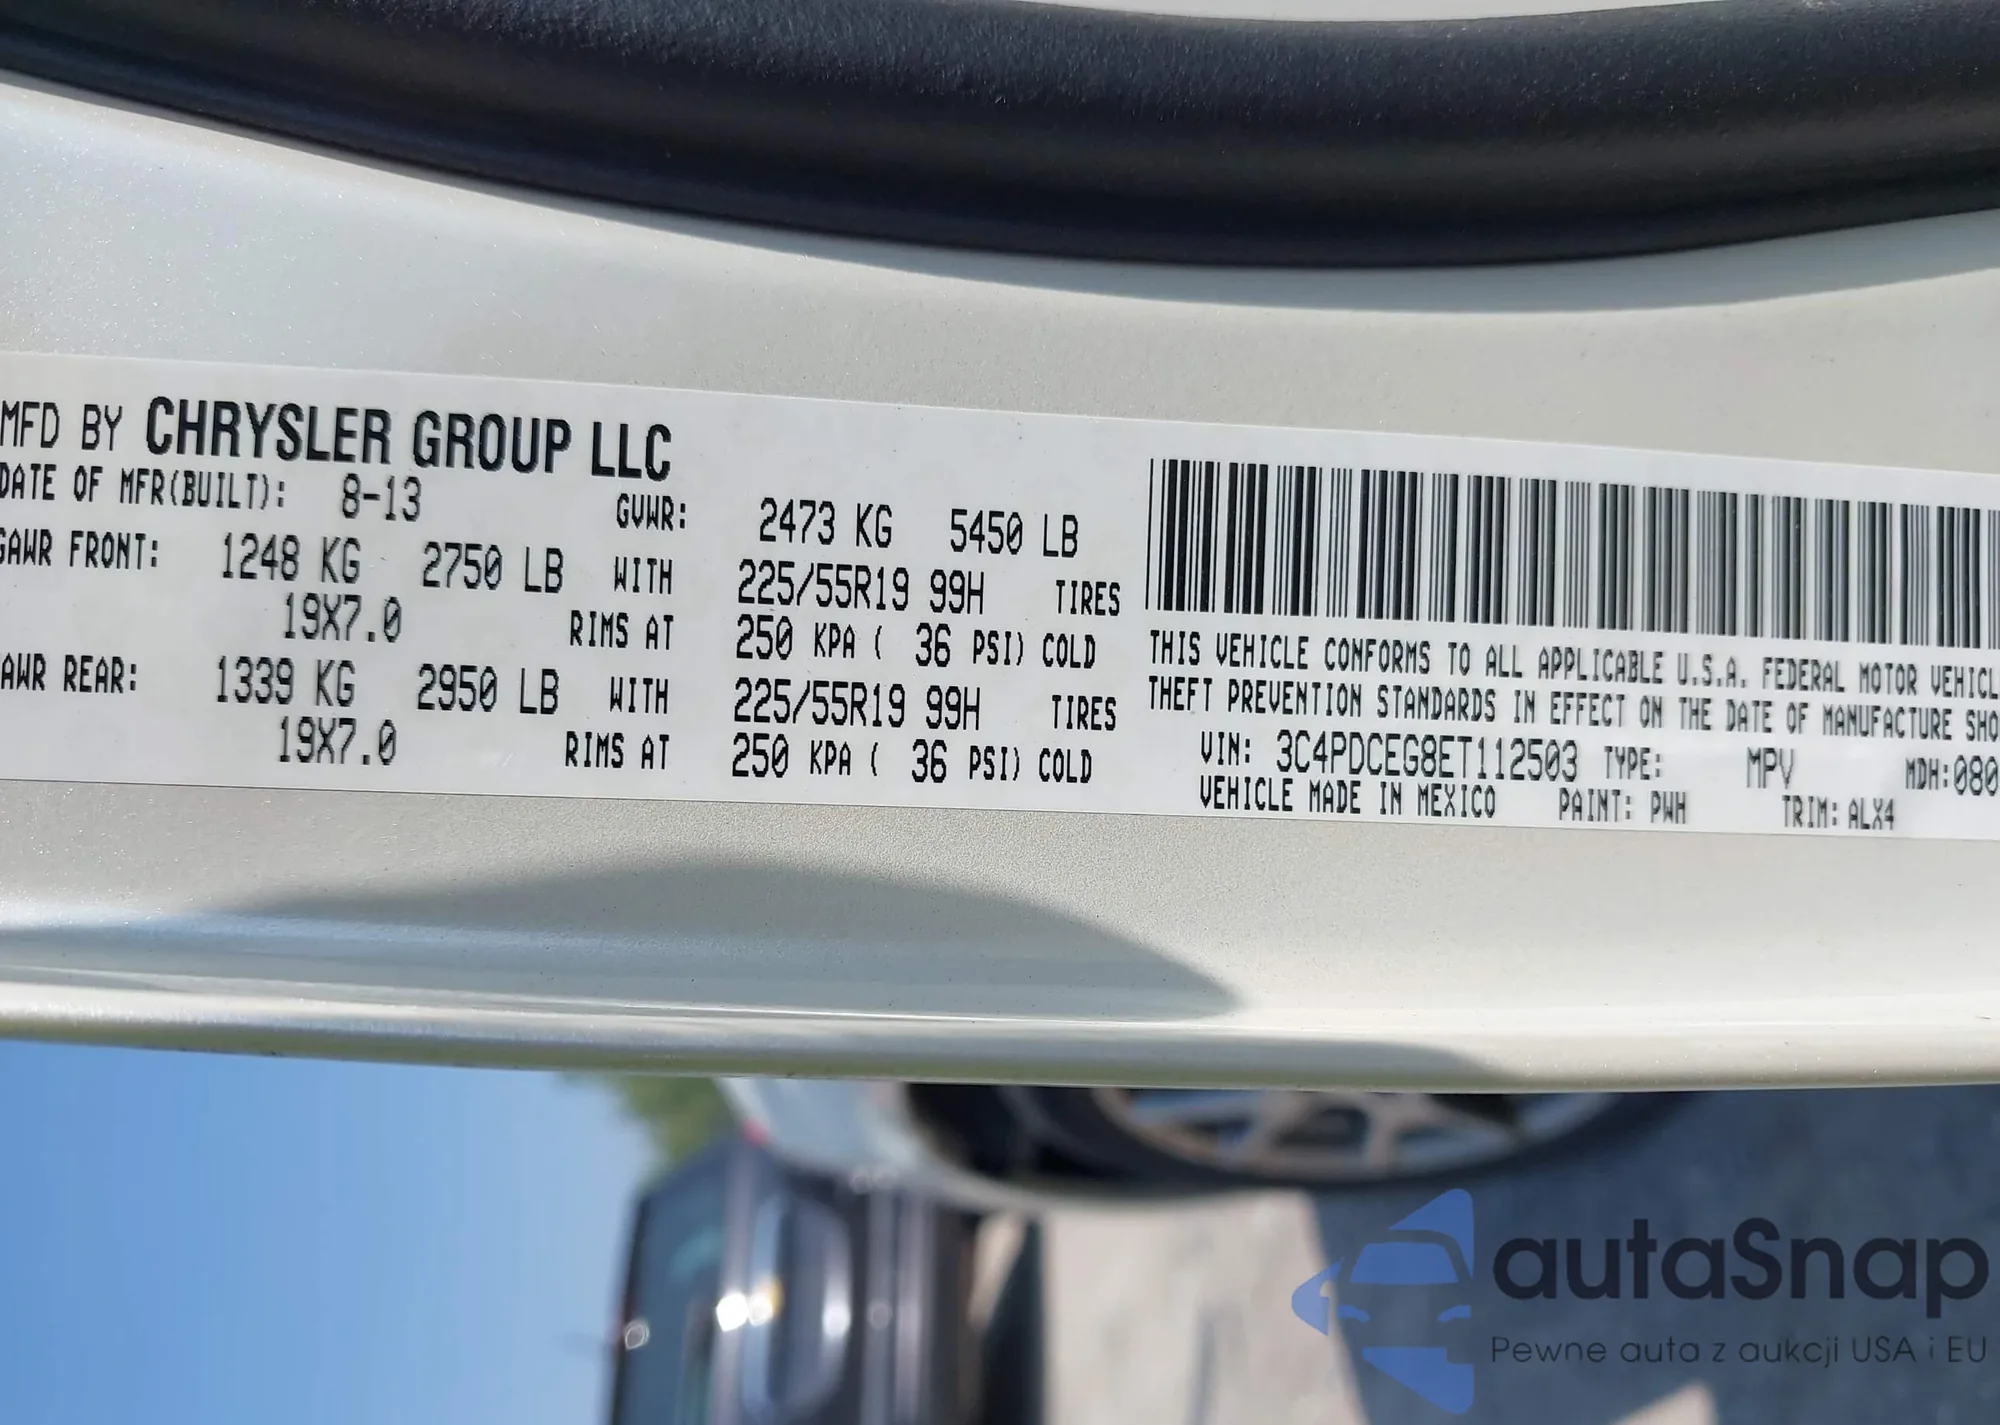 MFD BY CHRYSLER GROUP LLC
DATE OF MFR(BUILT): 8-13 GVWR: 2473 KG 5450 LB
GAWR FRONT: 1248 KG 2750 LB WITH 225/55R19 99H TIRES
19X7.0 RIMS AT 250 KPA ( 36 PSI) COLD
AWR REAR: 1339 KG 2950 LB WITH 225/55R19 99H TIRES
19X7.0 RIMS AT 250 KPA ( 36 PSI) COLD
THIS VEHICLE CONFORMS TO ALL APPLICABLE U.S.A. FEDERAL MOTOR VEHICL
THEFT PREVENTION STANDARDS IN EFFECT ON THE DATE OF MANUFACTURE SHO
VIN: 3C4PDCEG8ET112503 TYPE: MPV MDH:080
VEHICLE MADE IN MEXICO PAINT: PWH TRIM: ALX4
autaSnap
Pewne auta z aukcji USA i EU